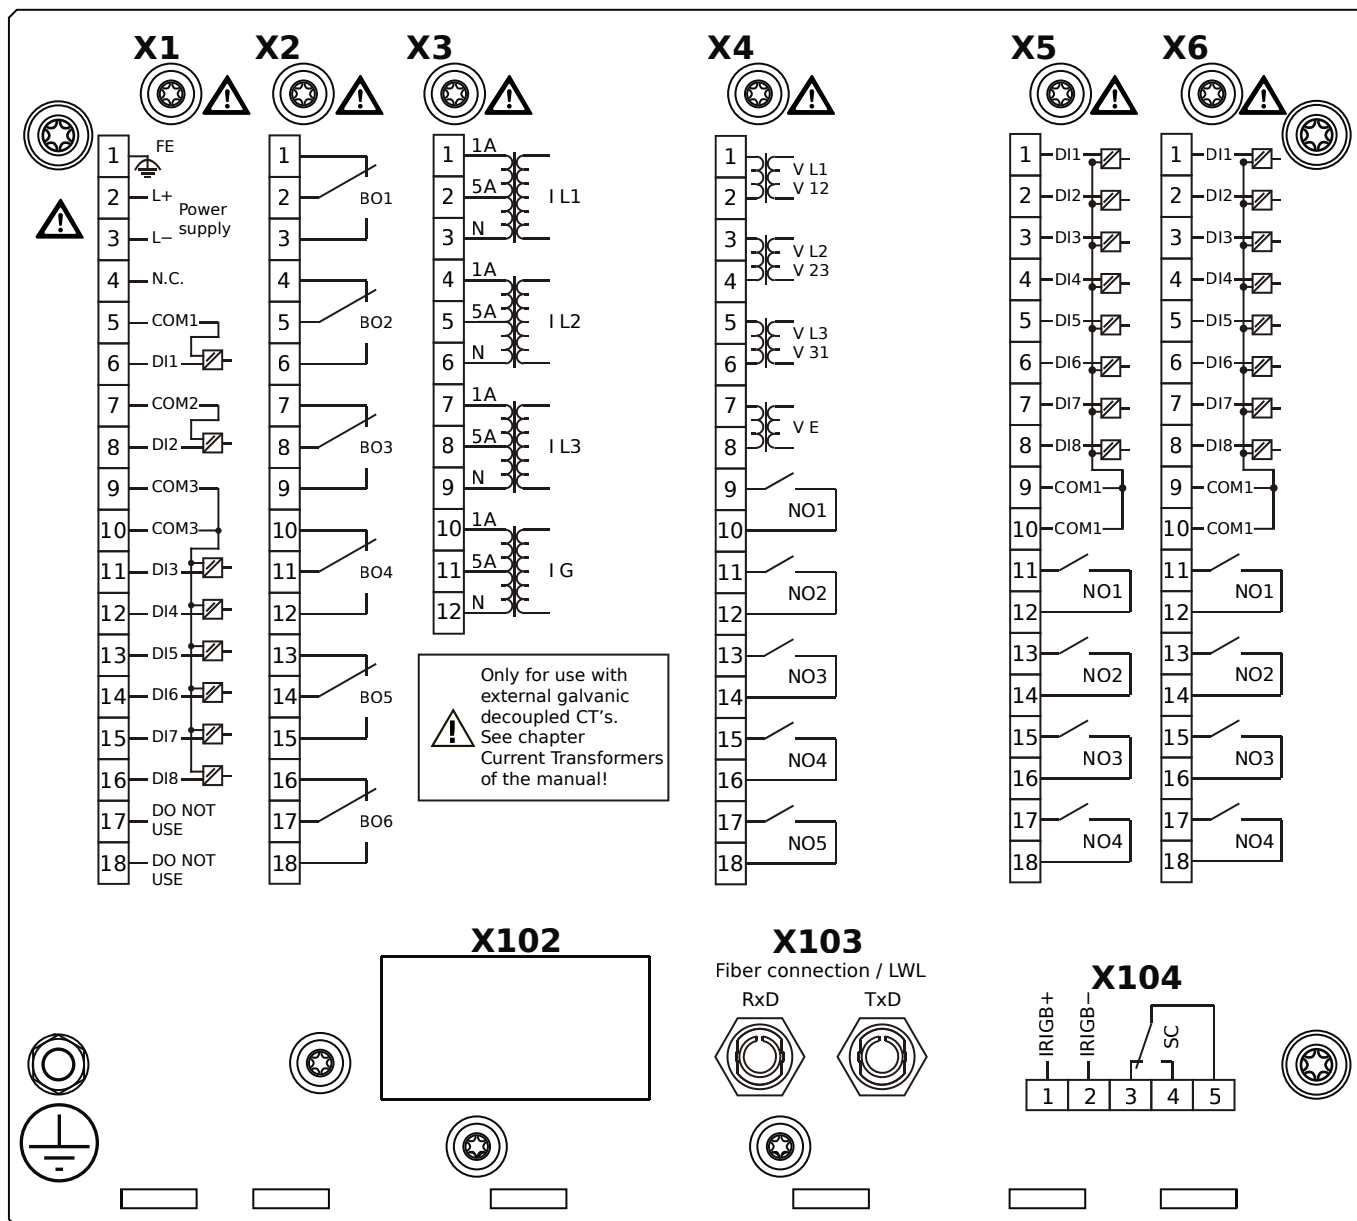 X1 X2 X3 X4 X5 X6
1 FE
2 L+
Power
supply
3 L−
4 N.C.
5 COM1
6 DI1
7 COM2
8 DI2
9 COM3
10 COM3
11 DI3
12 DI4
13 DI5
14 DI6
15 DI7
16 DI8
17 DO NOT
USE
18 DO NOT
USE
1
2 BO1
3
4
5 BO2
6
7
8 BO3
9
10
11 BO4
12
13
14 BO5
15
16
17 BO6
18
1 1A
2 5A I L1
3 N
4 1A
5 5A I L2
6 N
7 1A
8 5A I L3
9 N
10 1A
11 5A I G
12 N
Only for use with
external galvanic
decoupled CT's.
See chapter
Current Transformers
of the manual!
1 V L1
2 V 12
3 V L2
4 V 23
5 V L3
6 V 31
7
V E
8
9
NO1
10
11
NO2
12
13
NO3
14
15
NO4
16
17
NO5
18
1 DI1
2 DI2
3 DI3
4 DI4
5 DI5
6 DI6
7 DI7
8 DI8
9 COM1
10 COM1
11
NO1
12
13
NO2
14
15
NO3
16
17
NO4
18
1 DI1
2 DI2
3 DI3
4 DI4
5 DI5
6 DI6
7 DI7
8 DI8
9 COM1
10 COM1
11
NO1
12
13
NO2
14
15
NO3
16
17
NO4
18
X102
X103
Fiber connection / LWL
RxD TxD
X104
IRIGB+
IRIGB−
SC
1 2 3 4 5